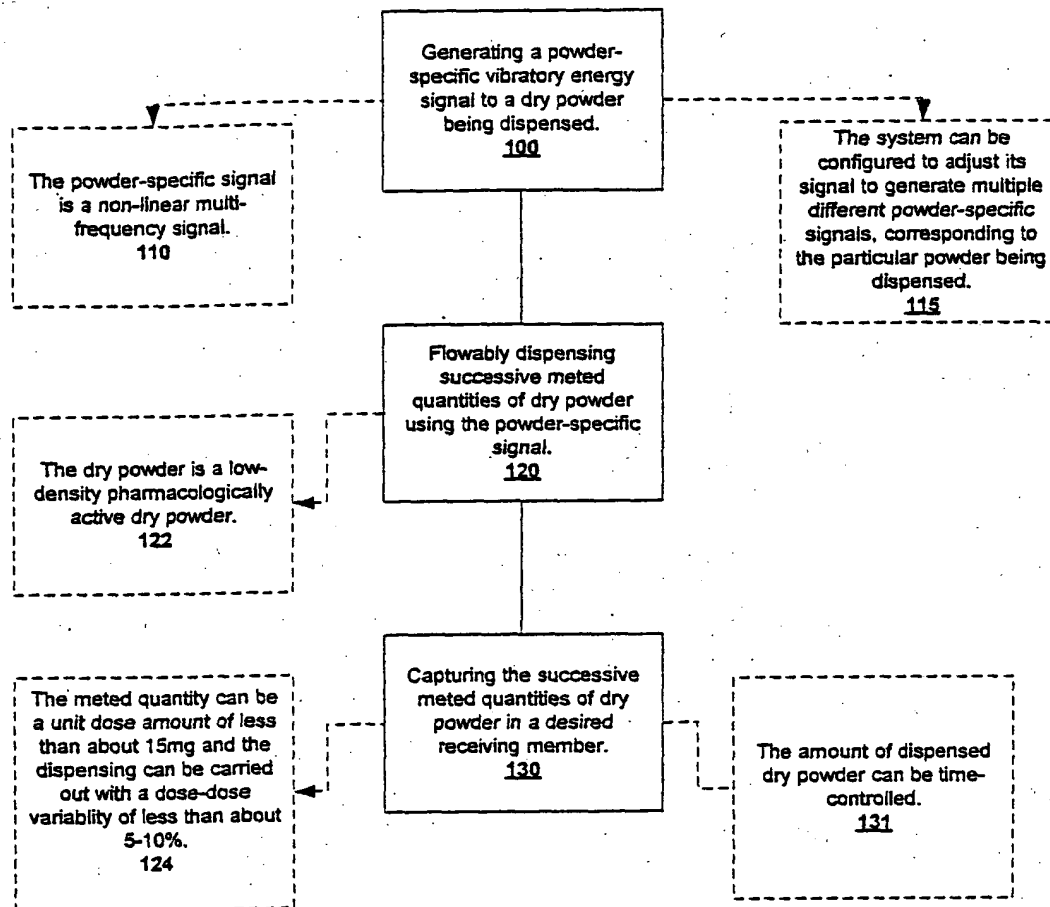 Generating a powder-
specific vibratory energy
signal to a dry powder
being dispensed.
100
The powder-specific signal
is a non-linear multi-
frequency signal.
110
The system can be
configured to adjust its
signal to generate multiple
different powder-specific
signals, corresponding to
the particular powder being
dispensed.
115
Flowably dispensing
successive meted
quantities of dry powder
using the powder-specific
signal.
120
The dry powder is a low-
density pharmacologically
active dry powder.
122
Capturing the successive
meted quantities of dry
powder in a desired
receiving member.
130
The meted quantity can be
a unit dose amount of less
than about 15mg and the
dispensing can be carried
out with a dose-dose
variablity of less than about
5-10%.
124
The amount of dispensed
dry powder can be time-
controlled.
131